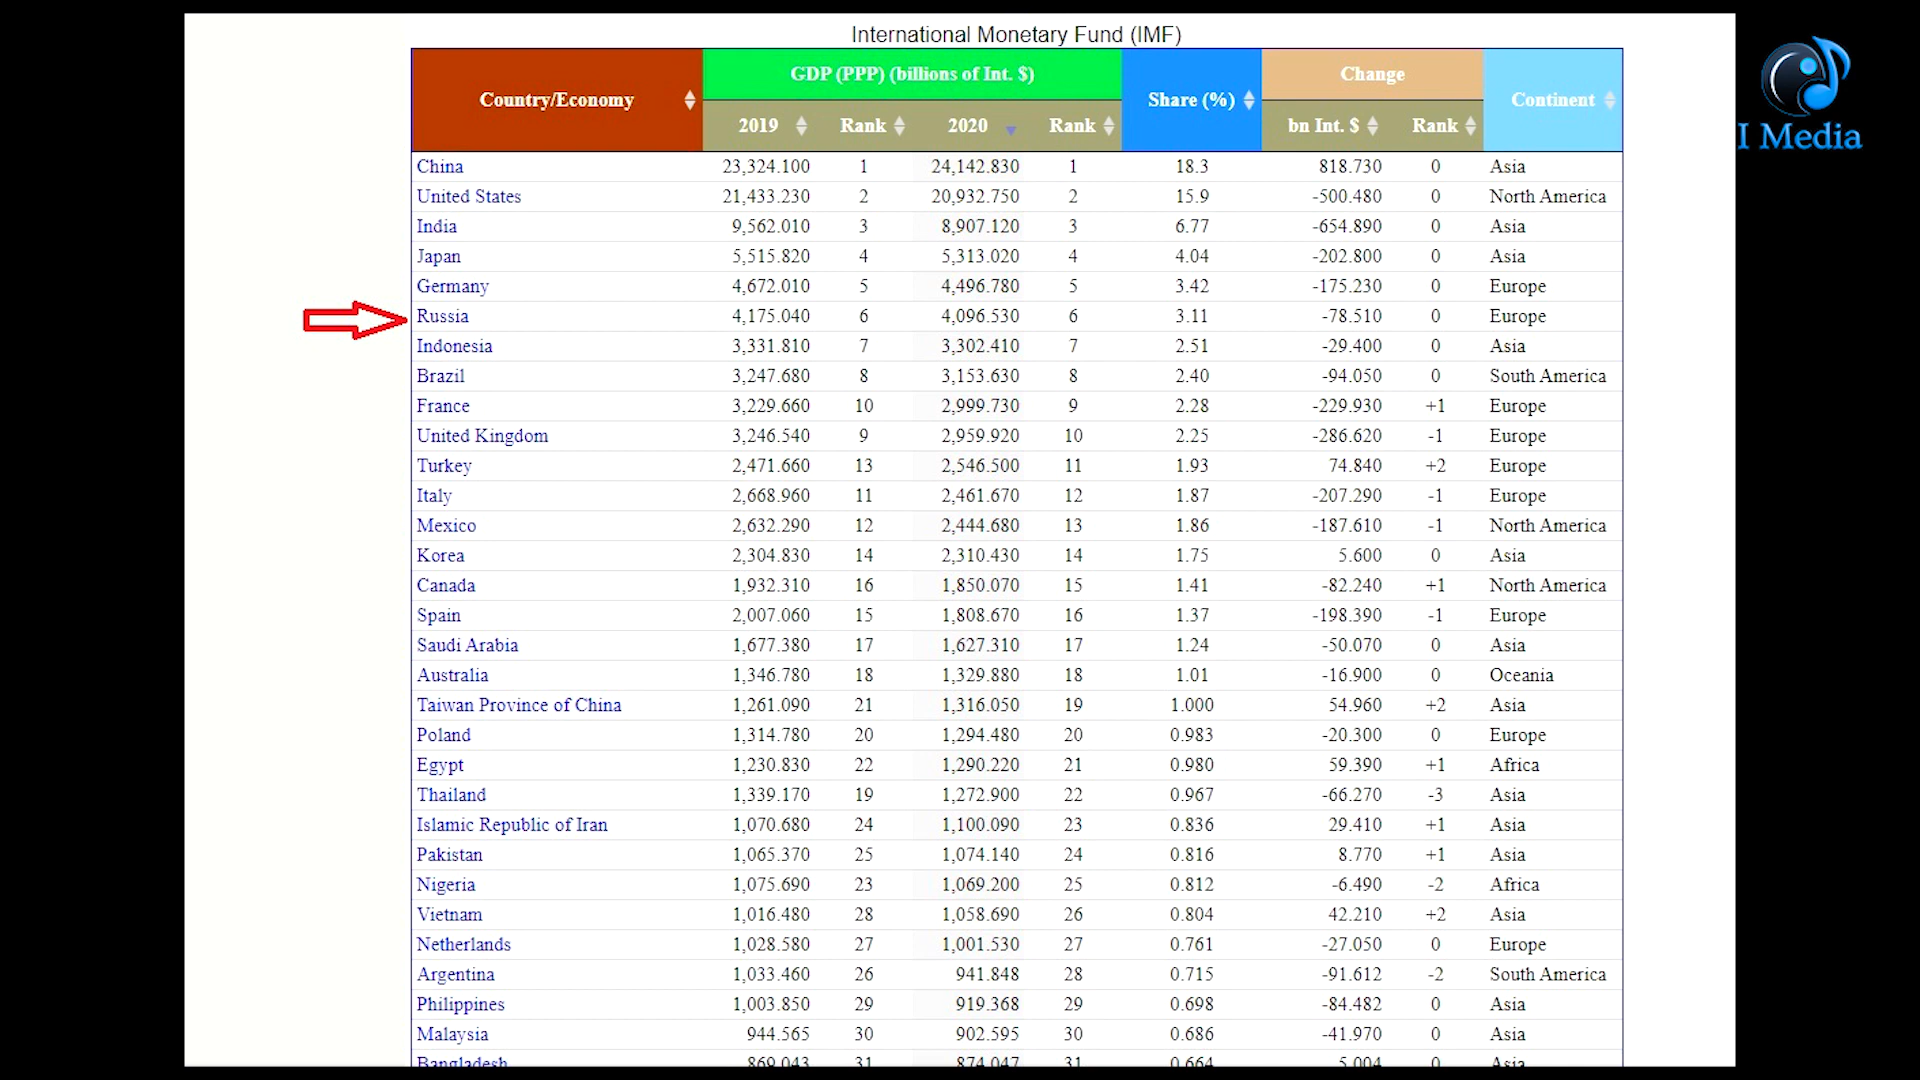 International Monetary Fund (IMF)
Country/Economy GDP (PPP) (billions of Int. $) Share (%) Change Continent
2019 Rank 2020 Rank bn Int. $ Rank
I Media
China 23,324.100 1 24,142.830 1 18.3 818.730 0 Asia
United States 21,433.230 2 20,932.750 2 15.9 -500.480 0 North America
India 9,562.010 3 8,907.120 3 6.77 -654.890 0 Asia
Japan 5,515.820 4 5,313.020 4 4.04 -202.800 0 Asia
Germany 4,672.010 5 4,496.780 5 3.42 -175.230 0 Europe
Russia 4,175.040 6 4,096.530 6 3.11 -78.510 0 Europe
Indonesia 3,331.810 7 3,302.410 7 2.51 -29.400 0 Asia
Brazil 3,247.680 8 3,153.630 8 2.40 -94.050 0 South America
France 3,229.660 10 2,999.730 9 2.28 -229.930 +1 Europe
United Kingdom 3,246.540 9 2,959.920 10 2.25 -286.620 -1 Europe
Turkey 2,471.660 13 2,546.500 11 1.93 74.840 +2 Europe
Italy 2,668.960 11 2,461.670 12 1.87 -207.290 -1 Europe
Mexico 2,632.290 12 2,444.680 13 1.86 -187.610 -1 North America
Korea 2,304.830 14 2,310.430 14 1.75 5.600 0 Asia
Canada 1,932.310 16 1,850.070 15 1.41 -82.240 +1 North America
Spain 2,007.060 15 1,808.670 16 1.37 -198.390 -1 Europe
Saudi Arabia 1,677.380 17 1,627.310 17 1.24 -50.070 0 Asia
Australia 1,346.780 18 1,329.880 18 1.01 -16.900 0 Oceania
Taiwan Province of China 1,261.090 21 1,316.050 19 1.000 54.960 +2 Asia
Poland 1,314.780 20 1,294.480 20 0.983 -20.300 0 Europe
Egypt 1,230.830 22 1,290.220 21 0.980 59.390 +1 Africa
Thailand 1,339.170 19 1,272.900 22 0.967 -66.270 -3 Asia
Islamic Republic of Iran 1,070.680 24 1,100.090 23 0.836 29.410 +1 Asia
Pakistan 1,065.370 25 1,074.140 24 0.816 8.770 +1 Asia
Nigeria 1,075.690 23 1,069.200 25 0.812 -6.490 -2 Africa
Vietnam 1,016.480 28 1,058.690 26 0.804 42.210 +2 Asia
Netherlands 1,028.580 27 1,001.530 27 0.761 -27.050 0 Europe
Argentina 1,033.460 26 941.848 28 0.715 -91.612 -2 South America
Philippines 1,003.850 29 919.368 29 0.698 -84.482 0 Asia
Malaysia 944.565 30 902.595 30 0.686 -41.970 0 Asia
Bangladesh 869.043 31 874.047 31 0.664 5.004 0 Asia